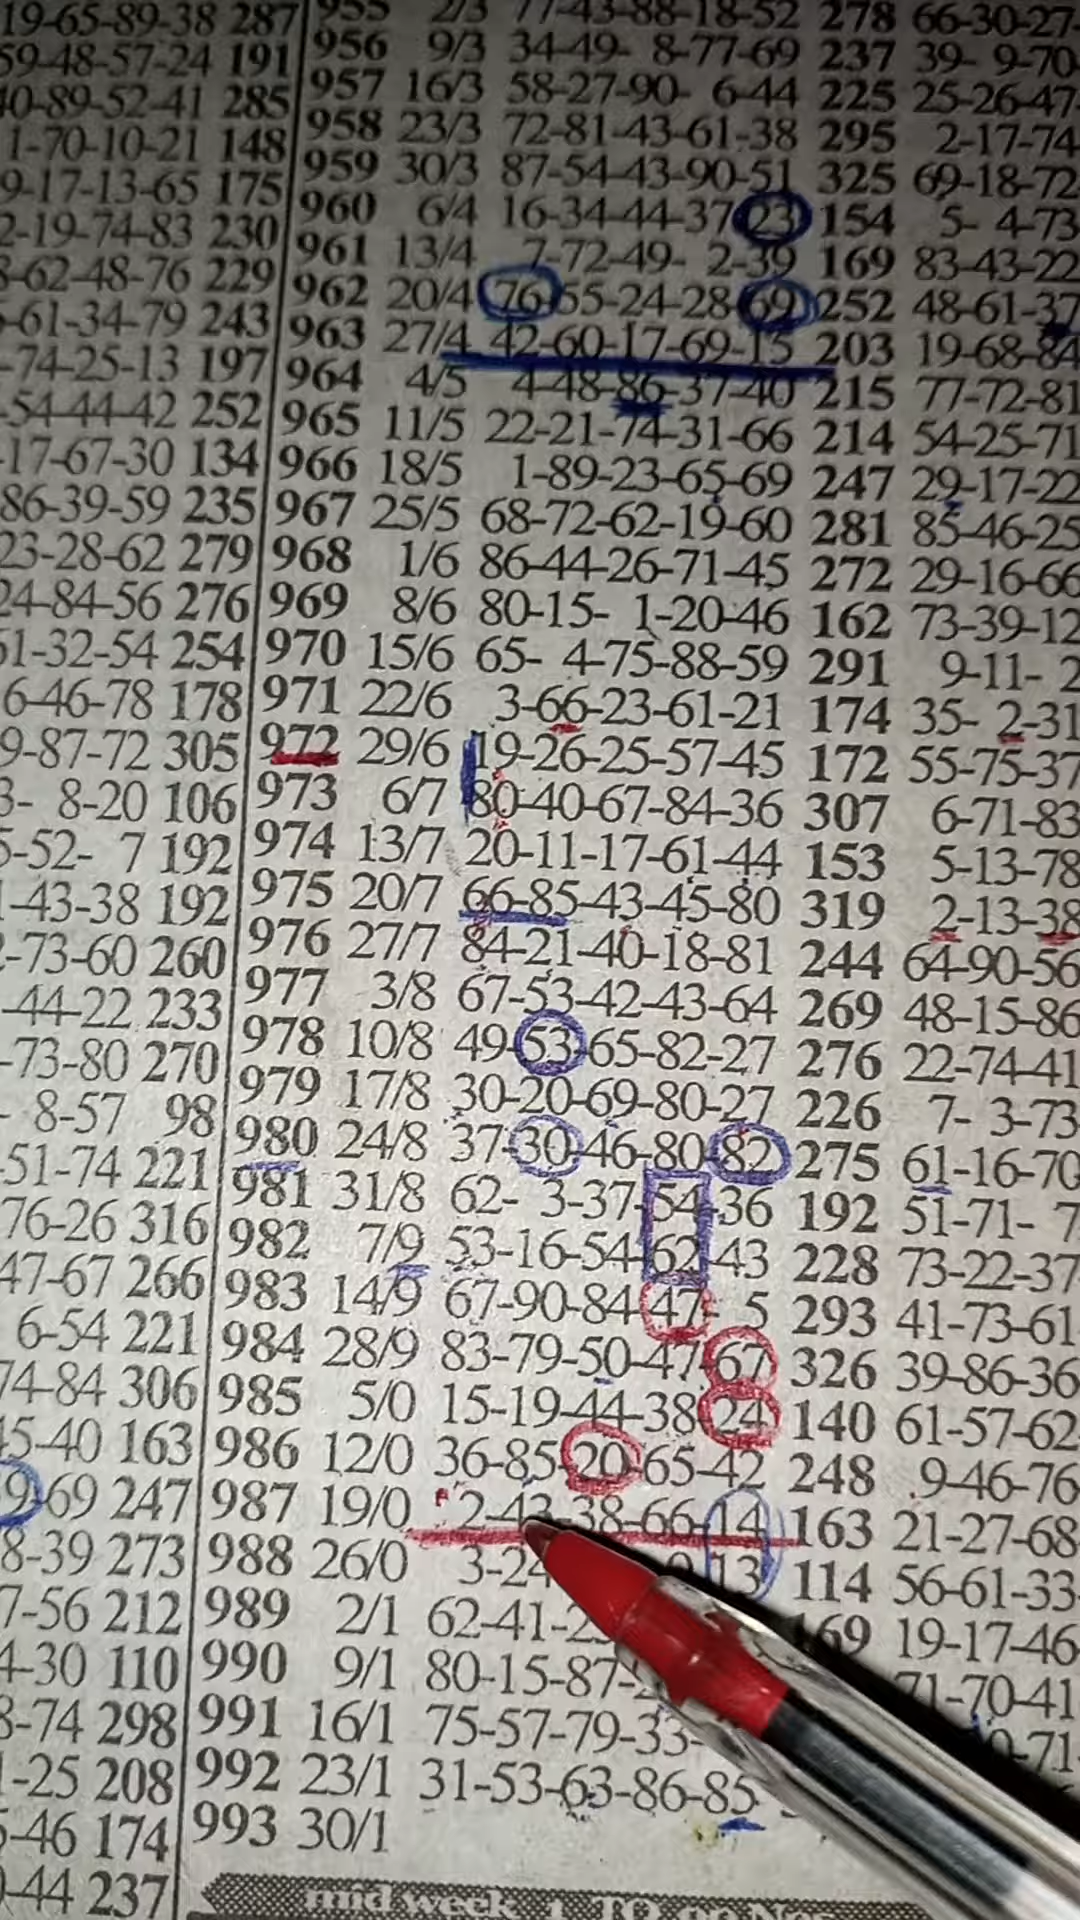 19-65-89-38 287 955 2/3 77-43-88-18-52 278 66-30-27-
59-48-57-24 191 956 9/3 34-49- 8-77-69 237 39- 9-70-
40-89-52-41 285 957 16/3 58-27-90- 6-44 225 25-26-47-
1-70-10-21 148 958 23/3 72-81-43-61-38 295 2-17-74-
9-17-13-65 175 959 30/3 87-54-43-90-51 325 69-18-72-
2-19-74-83 230 960 6/4 16-34-44-37-23 154 5- 4-73-
-62-48-76 229 961 13/4 7-72-49- 2-39 169 83-43-22
-61-34-79 243 962 20/4 76-55-24-28-69 252 48-61-37
-74-25-13 197 963 27/4 42-60-17-69-15 203 19-68-84
-54-44-42 252 964 4/5 4-48-86-37-40 215 77-72-81
-17-67-30 134 965 11/5 22-21-74-31-66 214 54-25-71
86-39-59 235 966 18/5 1-89-23-65-69 247 29-17-22
23-28-62 279 967 25/5 68-72-62-19-60 281 85-46-25
24-84-56 276 968 1/6 86-44-26-71-45 272 29-16-66
51-32-54 254 969 8/6 80-15- 1-20-46 162 73-39-12
6-46-78 178 970 15/6 65- 4-75-88-59 291 9-11- 2
9-87-72 305 971 22/6 3-66-23-61-21 174 35- 2-31
- 8-20 106 972 29/6 19-26-25-57-45 172 55-75-37
-52- 7 192 973 6/7 80-40-67-84-36 307 6-71-83
-43-38 192 974 13/7 20-11-17-61-44 153 5-13-78
-73-60 260 975 20/7 66-85-43-45-80 319 2-13-38
-44-22 233 976 27/7 84-21-40-18-81 244 64-90-56
-73-80 270 977 3/8 67-53-42-43-64 269 48-15-86
- 8-57 98 978 10/8 49-53-65-82-27 276 22-74-41
-51-74 221 979 17/8 30-20-69-80-27 226 7- 3-73
76-26 316 980 24/8 37-30-46-80-82 275 61-16-70
47-67 266 981 31/8 62- 3-37-54-36 192 51-71- 7
6-54 221 982 7/9 53-16-54-62-43 228 73-22-37
74-84 306 983 14/9 67-90-84-47- 5 293 41-73-61
45-40 163 984 28/9 83-79-50-47-67 326 39-86-36
69 247 985 5/0 15-19-44-38-24 140 61-57-62
8-39 273 986 12/0 36-85-20-65-42 248 9-46-76
7-56 212 987 19/0 2-43-38-66-14 163 21-27-68
4-30 110 988 26/0 3-24 13 114 56-61-33
-74 298 989 2/1 62-41- 169 19-17-46
-25 208 990 9/1 80-15-87- 71-70-41
-46 174 991 16/1 75-57-79-33- -71-
-44 237 992 23/1 31-53-63-86-85
993 30/1
mid week 1 TO 90 Nos